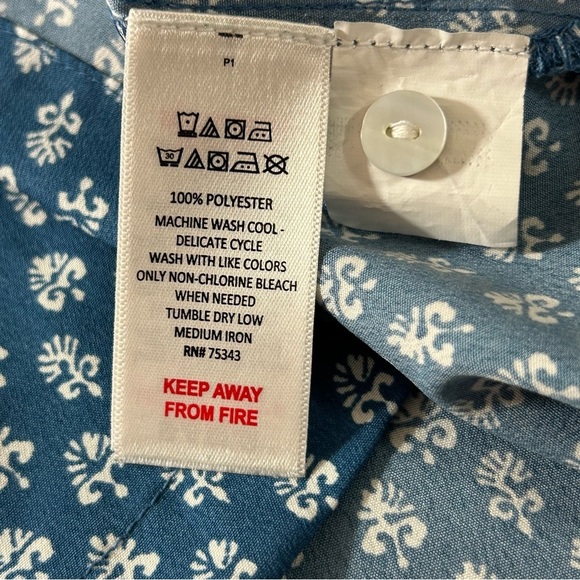 P1
30
100% POLYESTER
MACHINE WASH COOL -
DELICATE CYCLE
WASH WITH LIKE COLORS
ONLY NON-CHLORINE BLEACH
WHEN NEEDED
TUMBLE DRY LOW
MEDIUM IRON
RN# 75343
KEEP AWAY
FROM FIRE